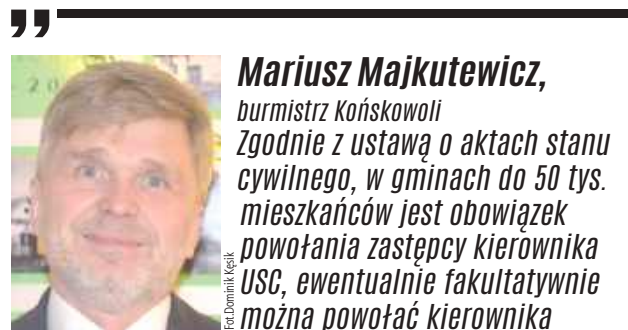 ”
Mariusz Majkutewicz,
burmistrz Końskowoli
Zgodnie z ustawą o aktach stanu
cywilnego, w gminach do 50 tys.
mieszkańców jest obowiązek
powołania zastępcy kierownika
USC, ewentualnie fakultatywnie
można powołać kierownika
Fot.Dominik Kęsik
20